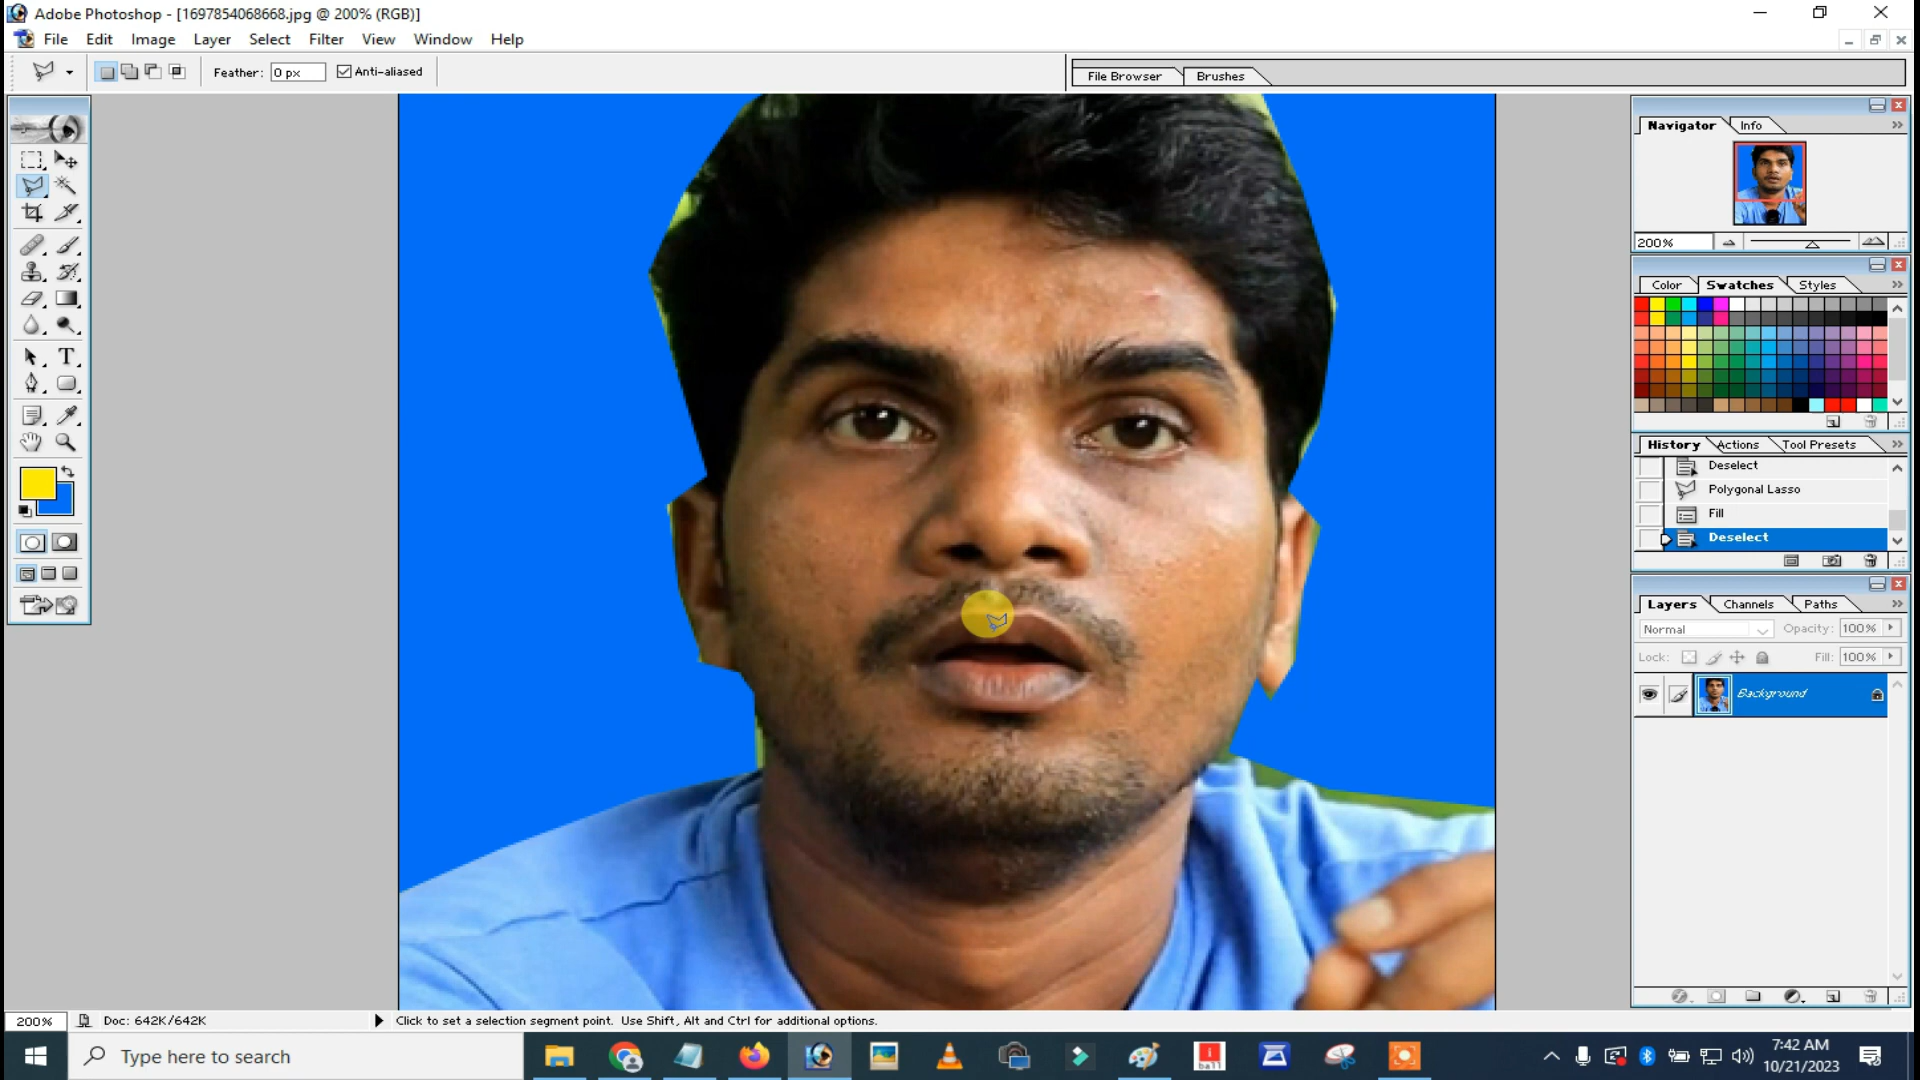 Adobe Photoshop - [1697854068668.jpg @ 200% (RGB)]
File Edit Image Layer Select Filter View Window Help
Feather: 0 px Anti-aliased
File Browser Brushes
Navigator Info
200%
Color Swatches Styles
History Actions Tool Presets
Deselect
Polygonal Lasso
Fill
Deselect
Layers Channels Paths
Normal Opacity: 100%
Lock: Fill: 100%
Background
200% Doc: 642K/642K Click to set a selection segment point. Use Shift, Alt and Ctrl for additional options.
Type here to search
i
ball
7:42 AM
10/21/2023